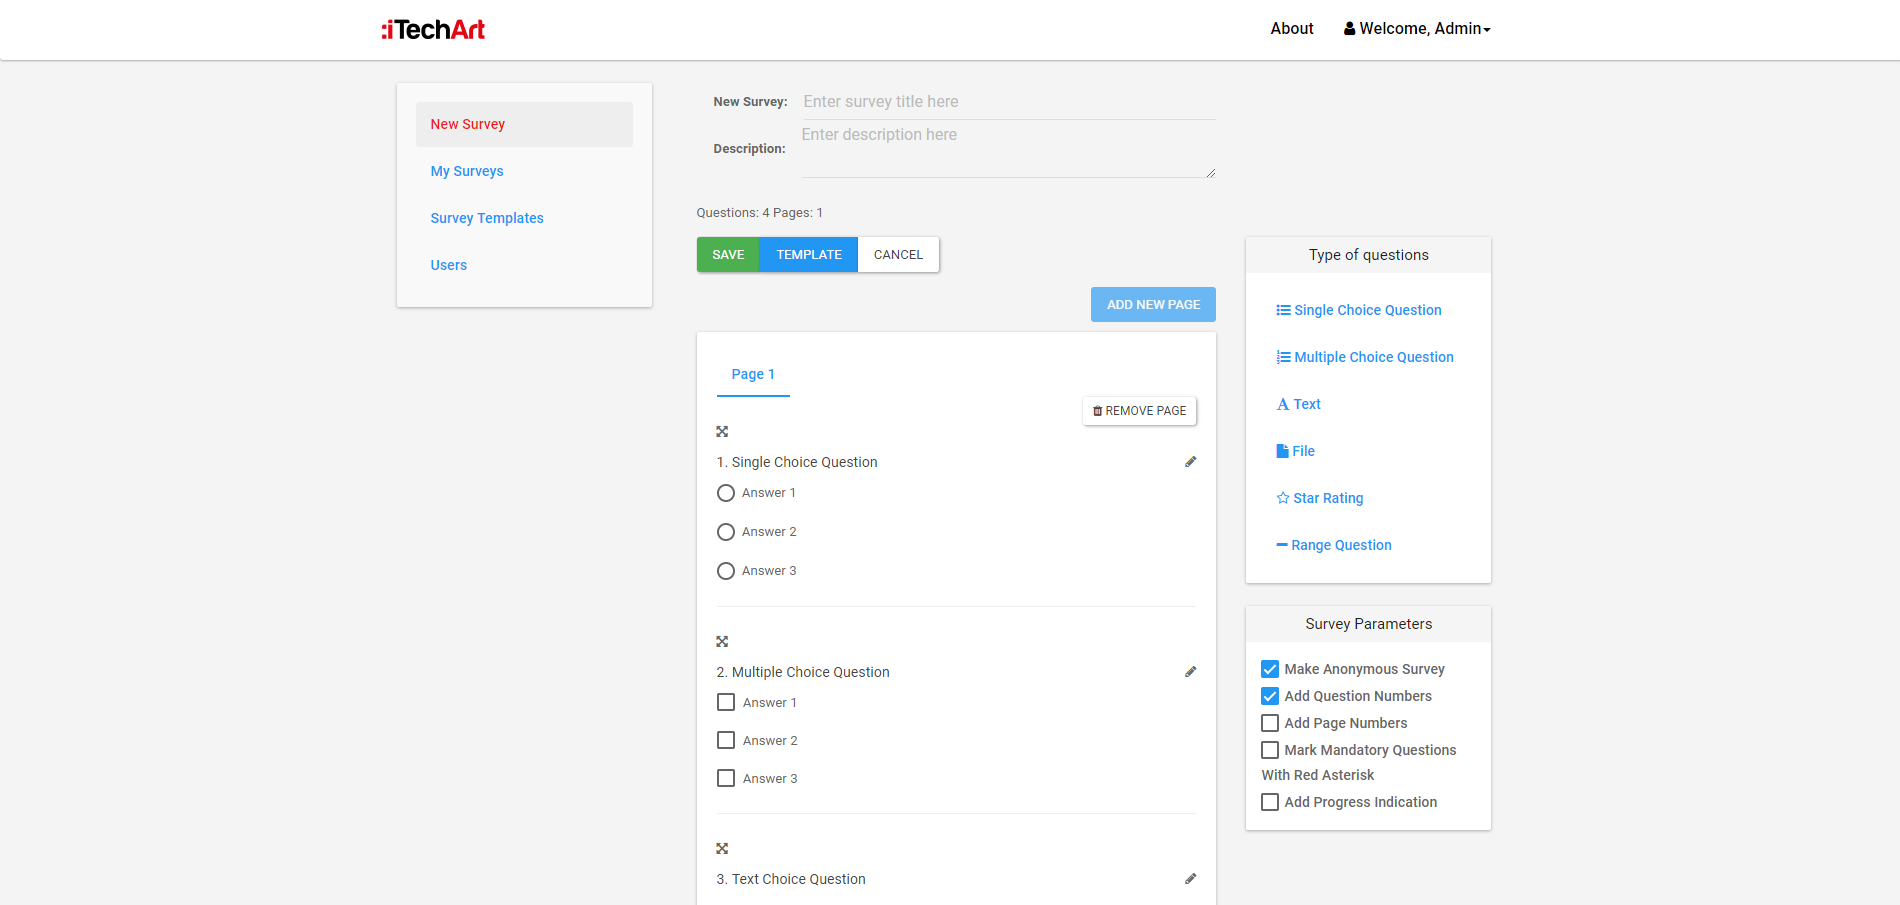 :iTechArt
About
Welcome, Admin
New Survey
My Surveys
Survey Templates
Users
New Survey: Enter survey title here
Description: Enter description here
Questions: 4 Pages: 1
SAVE TEMPLATE CANCEL
ADD NEW PAGE
Page 1
REMOVE PAGE
1. Single Choice Question
Answer 1
Answer 2
Answer 3
2. Multiple Choice Question
Answer 1
Answer 2
Answer 3
3. Text Choice Question
Type of questions
Single Choice Question
Multiple Choice Question
Text
File
Star Rating
Range Question
Survey Parameters
Make Anonymous Survey
Add Question Numbers
Add Page Numbers
Mark Mandatory Questions
With Red Asterisk
Add Progress Indication